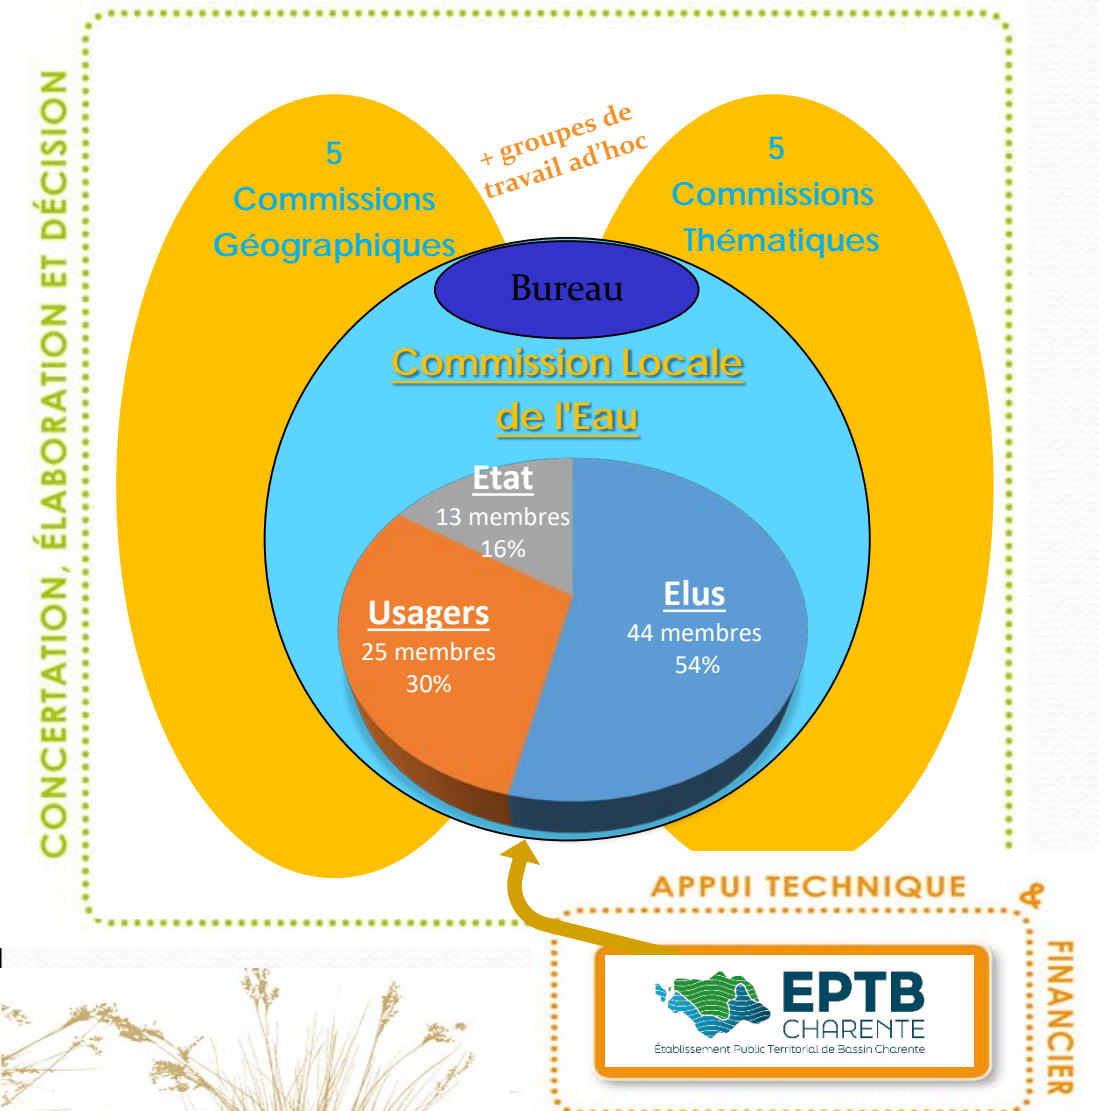 CONCERTATION, ÉLABORATION ET DÉCISION
+ groupes de
travail ad'hoc
5
Commissions
Géographiques
5
Commissions
Thématiques
Bureau
Commission Locale
de l'Eau
Etat
13 membres
16%
Usagers
25 membres
30%
Elus
44 membres
54%
APPUI TECHNIQUE
&
FINANCIER
EPTB
CHARENTE
Établissement Public Territorial de Bassin Charente